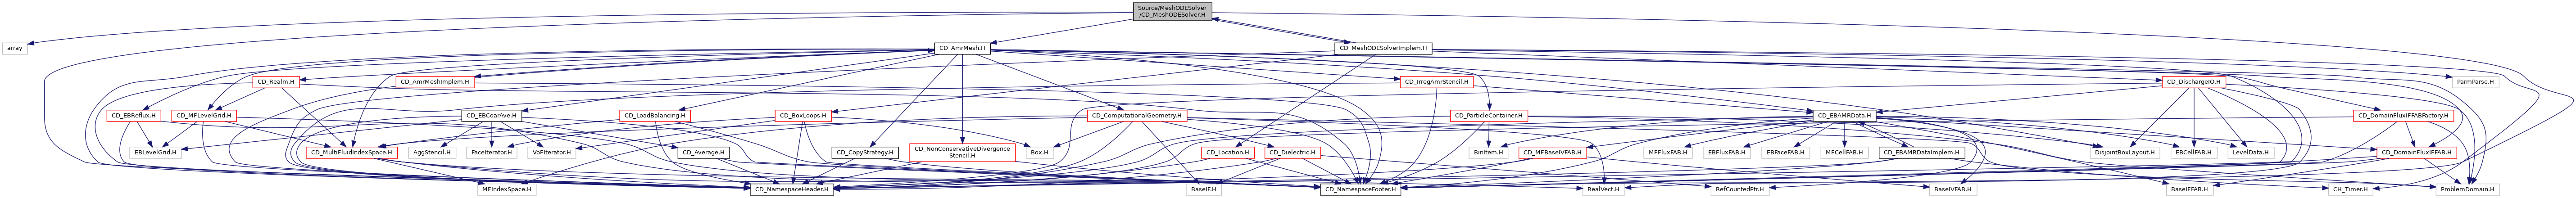 Source/MeshODESolver
/CD_MeshODESolver.H
array
CD_AmrMesh.H
CD_MeshODESolverImplem.H
CD_Realm.H
CD_AmrMeshImplem.H
CD_IrregAmrStencil.H
CD_DischargeIO.H
ParmParse.H
CD_EBReflux.H
CD_MFLevelGrid.H
CD_EBCoarAve.H
CD_LoadBalancing.H
CD_BoxLoops.H
CD_ComputationalGeometry.H
CD_ParticleContainer.H
CD_EBAMRData.H
CD_DomainFluxIFFABFactory.H
EBLevelGrid.H
CD_MultiFluidIndexSpace.H
AggStencil.H
FaceIterator.H
VoFIterator.H
CD_Average.H
CD_CopyStrategy.H
CD_NonConservativeDivergence
Stencil.H
Box.H
CD_Location.H
CD_Dielectric.H
BinItem.H
CD_MFBaseIVFAB.H
MFFluxFAB.H
EBFluxFAB.H
EBFaceFAB.H
MFCellFAB.H
CD_EBAMRDataImplem.H
DisjointBoxLayout.H
EBCellFAB.H
LevelData.H
CD_DomainFluxIFFAB.H
MFIndexSpace.H
CD_NamespaceHeader.H
BaseIF.H
CD_NamespaceFooter.H
RealVect.H
RefCountedPtr.H
BaseIVFAB.H
BaseIFFAB.H
CH_Timer.H
ProblemDomain.H